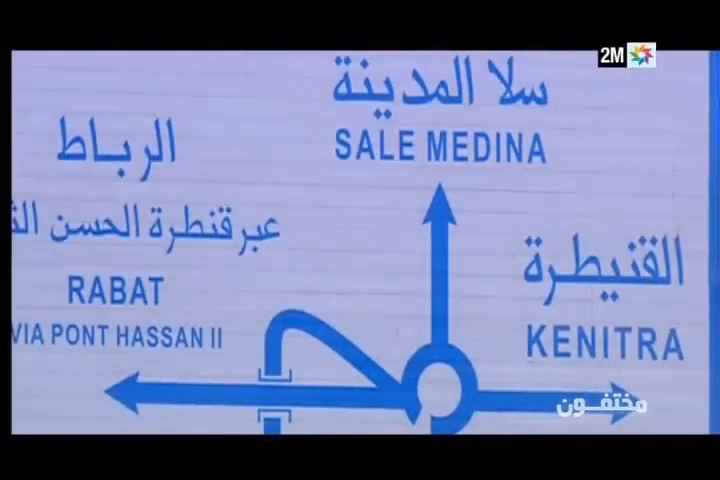 2M
سلا المدينة
SALE MEDINA
الرباط
عبر قنطرة الحسن
RABAT
VIA PONT HASSAN II
القنيطرة
KENITRA
مختفون